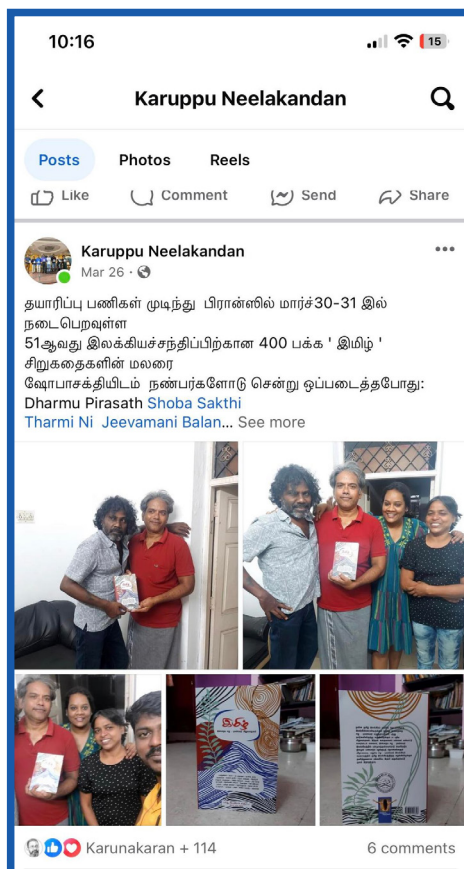 10:16
15
Karuppu Neelakandan
Posts Photos Reels
Like Comment Send Share
Karuppu Neelakandan
Mar 26
தயாரிப்பு பணிகள் முடிந்து பிரான்ஸில் மார்ச்30-31 இல்
நடைபெறவுள்ள
51ஆவது இலக்கியச்சந்திப்பிற்கான 400 பக்க ' இமிழ் '
சிறுகதைகளின் மலரை
ஷோபாசக்தியிடம் நண்பர்களோடு சென்று ஒப்படைத்தபோது:
Dharmu Pirasath Shoba Sakthi
Tharmi Ni Jeevamani Balan... See more
இமிழ்
Karunakaran + 114
6 comments